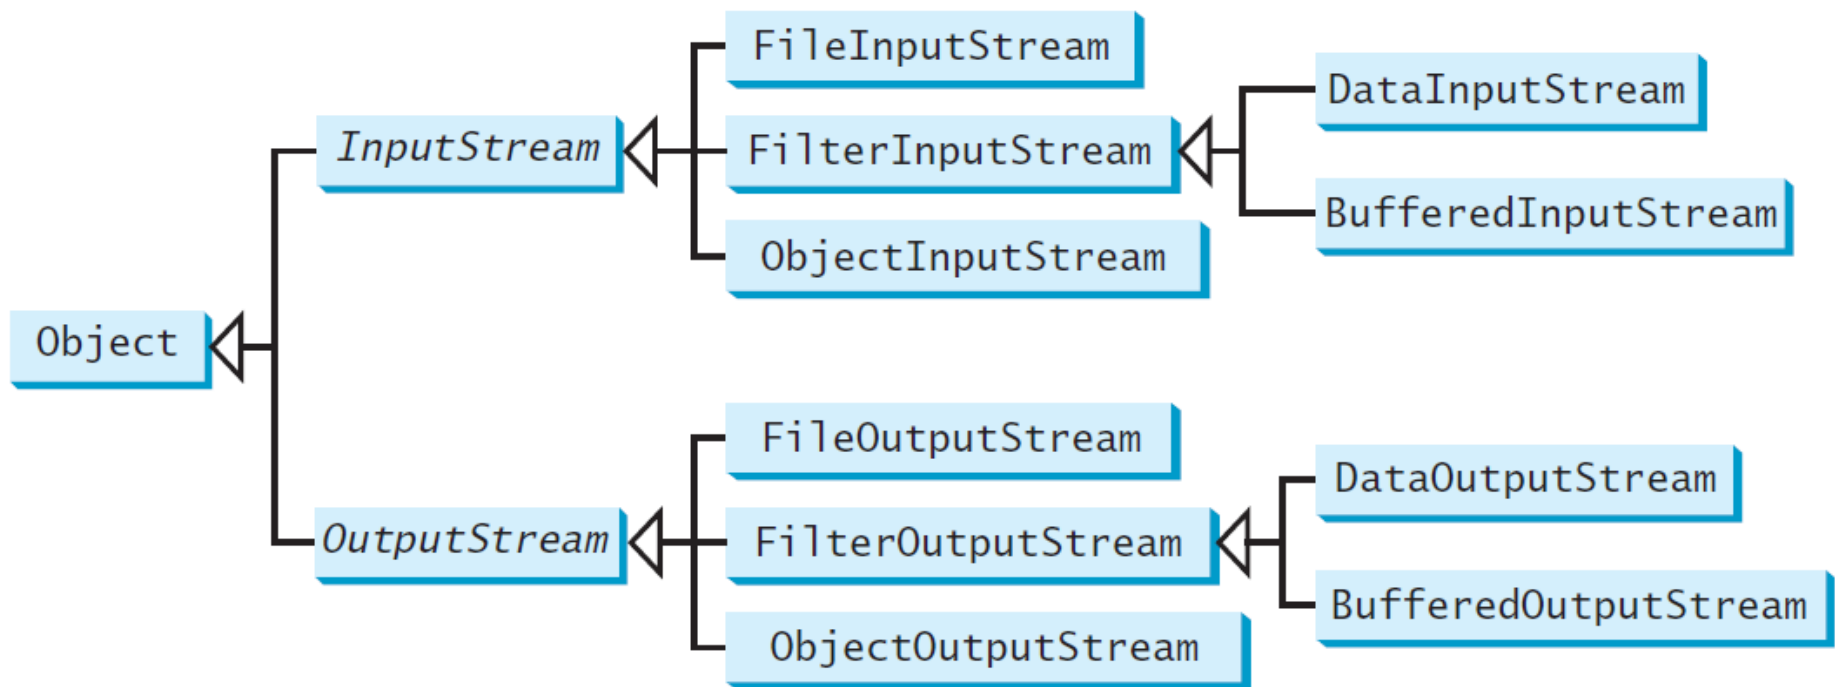 Object
InputStream
FileInputStream
FilterInputStream
ObjectInputStream
DataInputStream
BufferedInputStream
OutputStream
FileOutputStream
FilterOutputStream
ObjectOutputStream
DataOutputStream
BufferedOutputStream